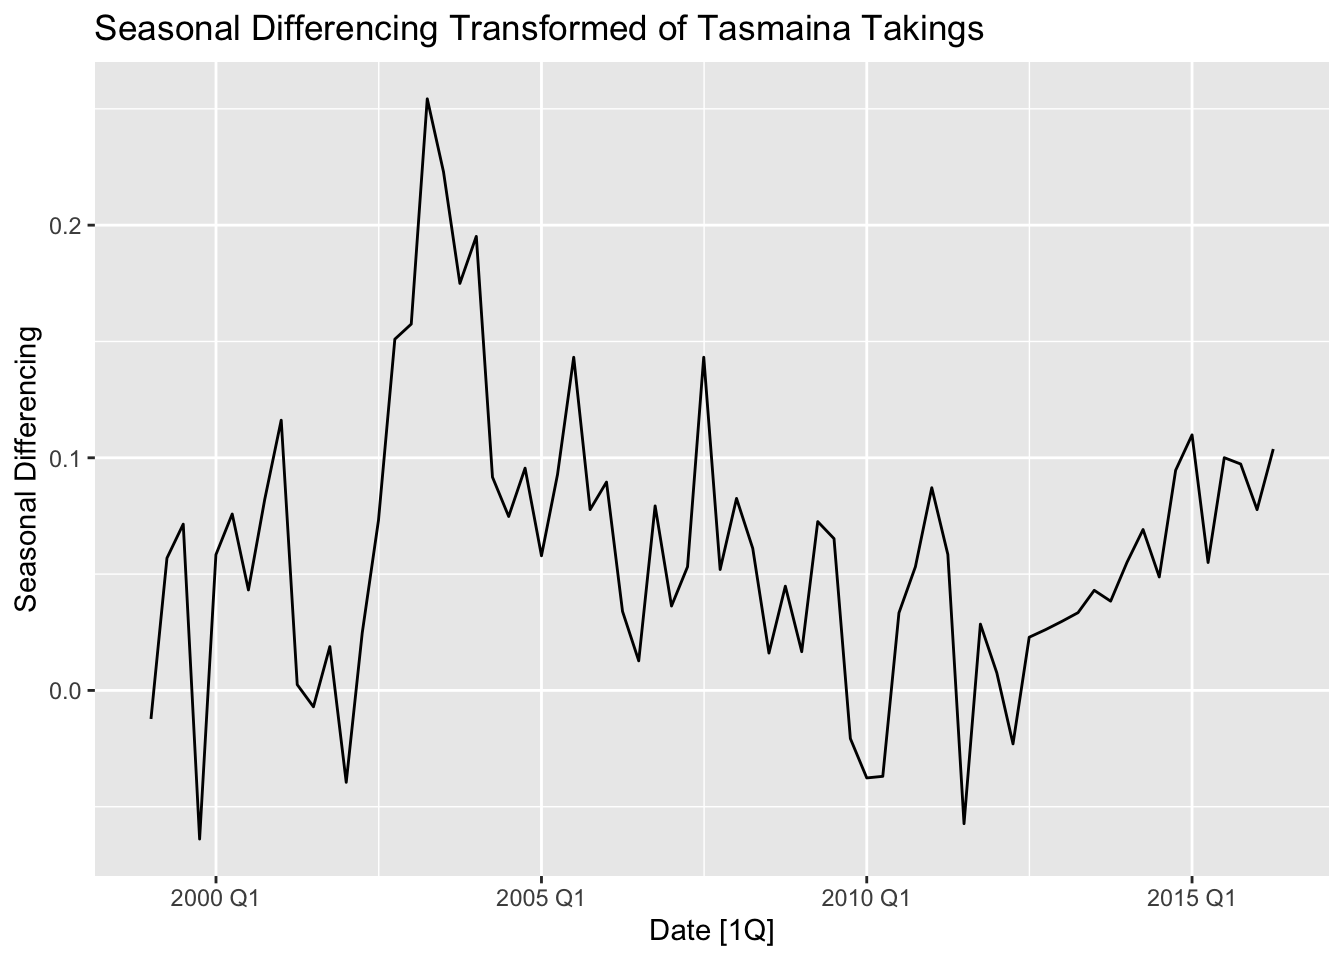 Seasonal Differencing Transformed of Tasmaina Takings
Seasonal Differencing
0.2
0.1
0.0
2000 Q1
2005 Q1
2010 Q1
2015 Q1
Date [1Q]